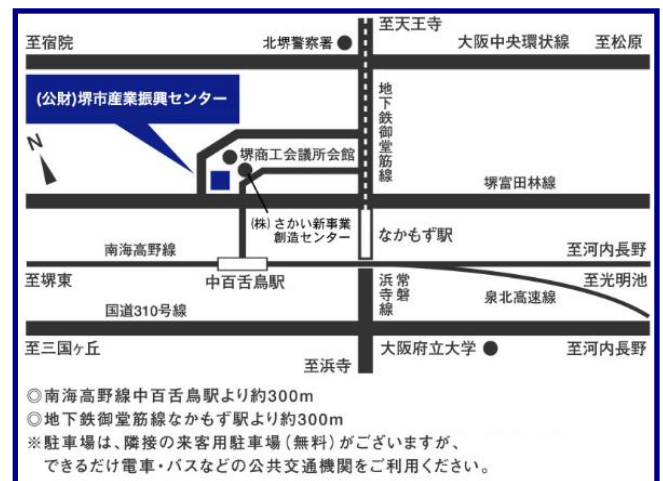 至天王寺
至宿院
北堺警察署
大阪中央環状線
至松原
(公財)堺市産業振興センター
地下鉄御堂筋線
N
堺商工会議所会館
堺富田林線
(株)さかい新事業
創造センター
なかもず駅
南海高野線
至河内長野
至堺東
中百舌鳥駅
常磐
浜寺線
泉北高速線
至光明池
国道310号線
至三国ヶ丘
大阪府立大学
至河内長野
至浜寺
◎南海高野線中百舌鳥駅より約300m
◎地下鉄御堂筋線なかもず駅より約300m
※駐車場は、隣接の来客用駐車場(無料)がございますが、
できるだけ電車・バスなどの公共交通機関をご利用ください。